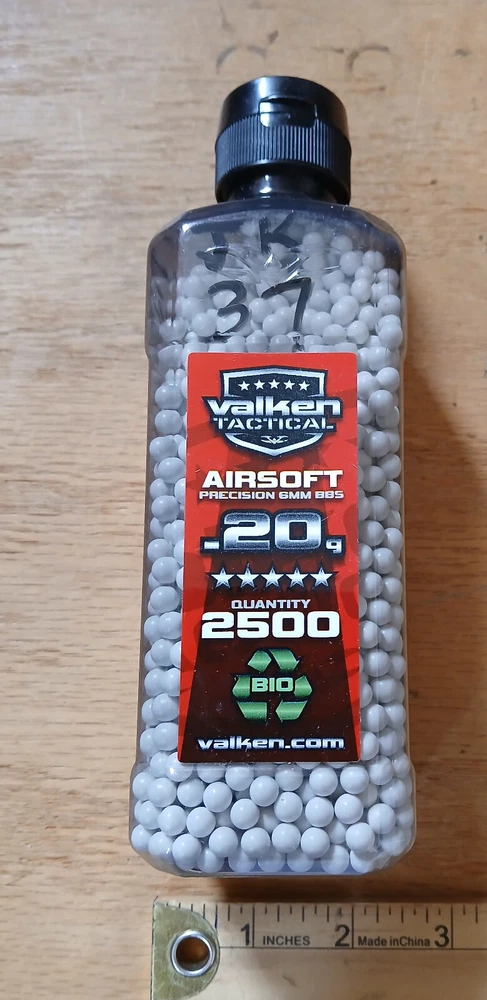 JK
37
valken
TACTICAL
AIRSOFT
PRECISION 6MM BBS
.20g
QUANTITY
2500
BIO
valken.com
1 INCHES 2 Made in China 3